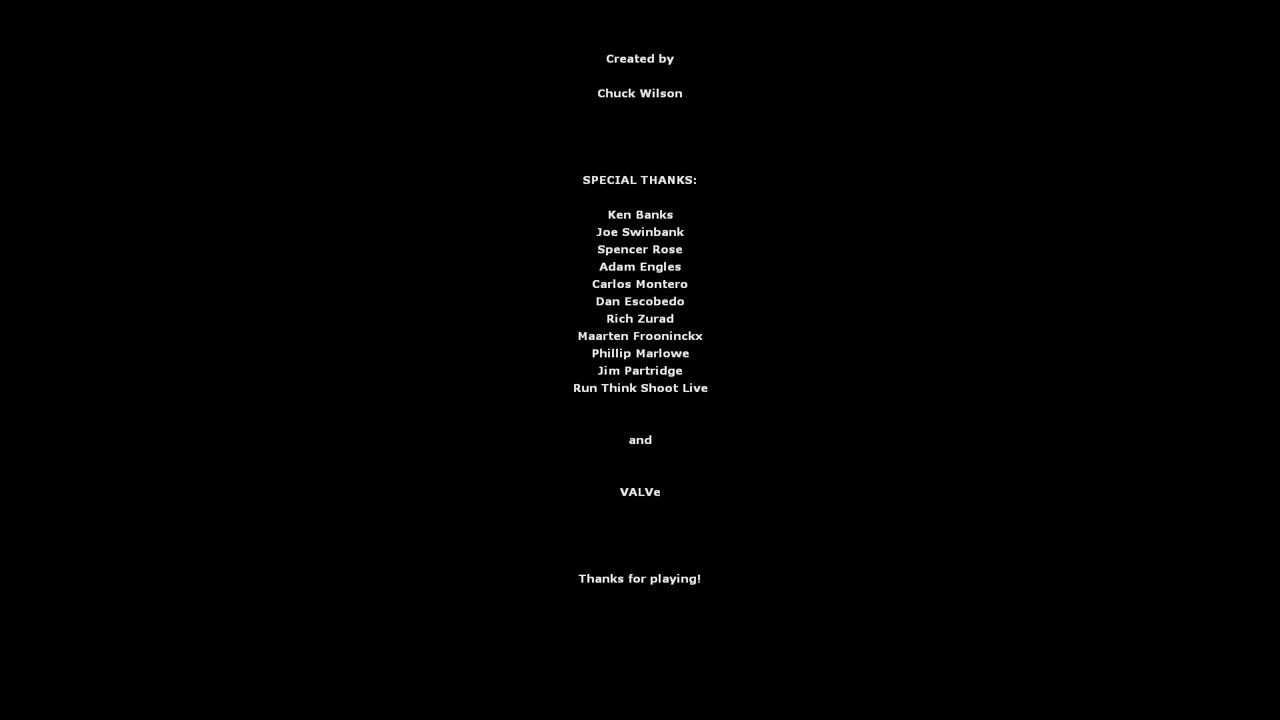 Created by
Chuck Wilson
SPECIAL THANKS:
Ken Banks
Joe Swinbank
Spencer Rose
Adam Engles
Carlos Montero
Dan Escobedo
Rich Zurad
Maarten Frooninckx
Phillip Marlowe
Jim Partridge
Run Think Shoot Live
and
VALVe
Thanks for playing!